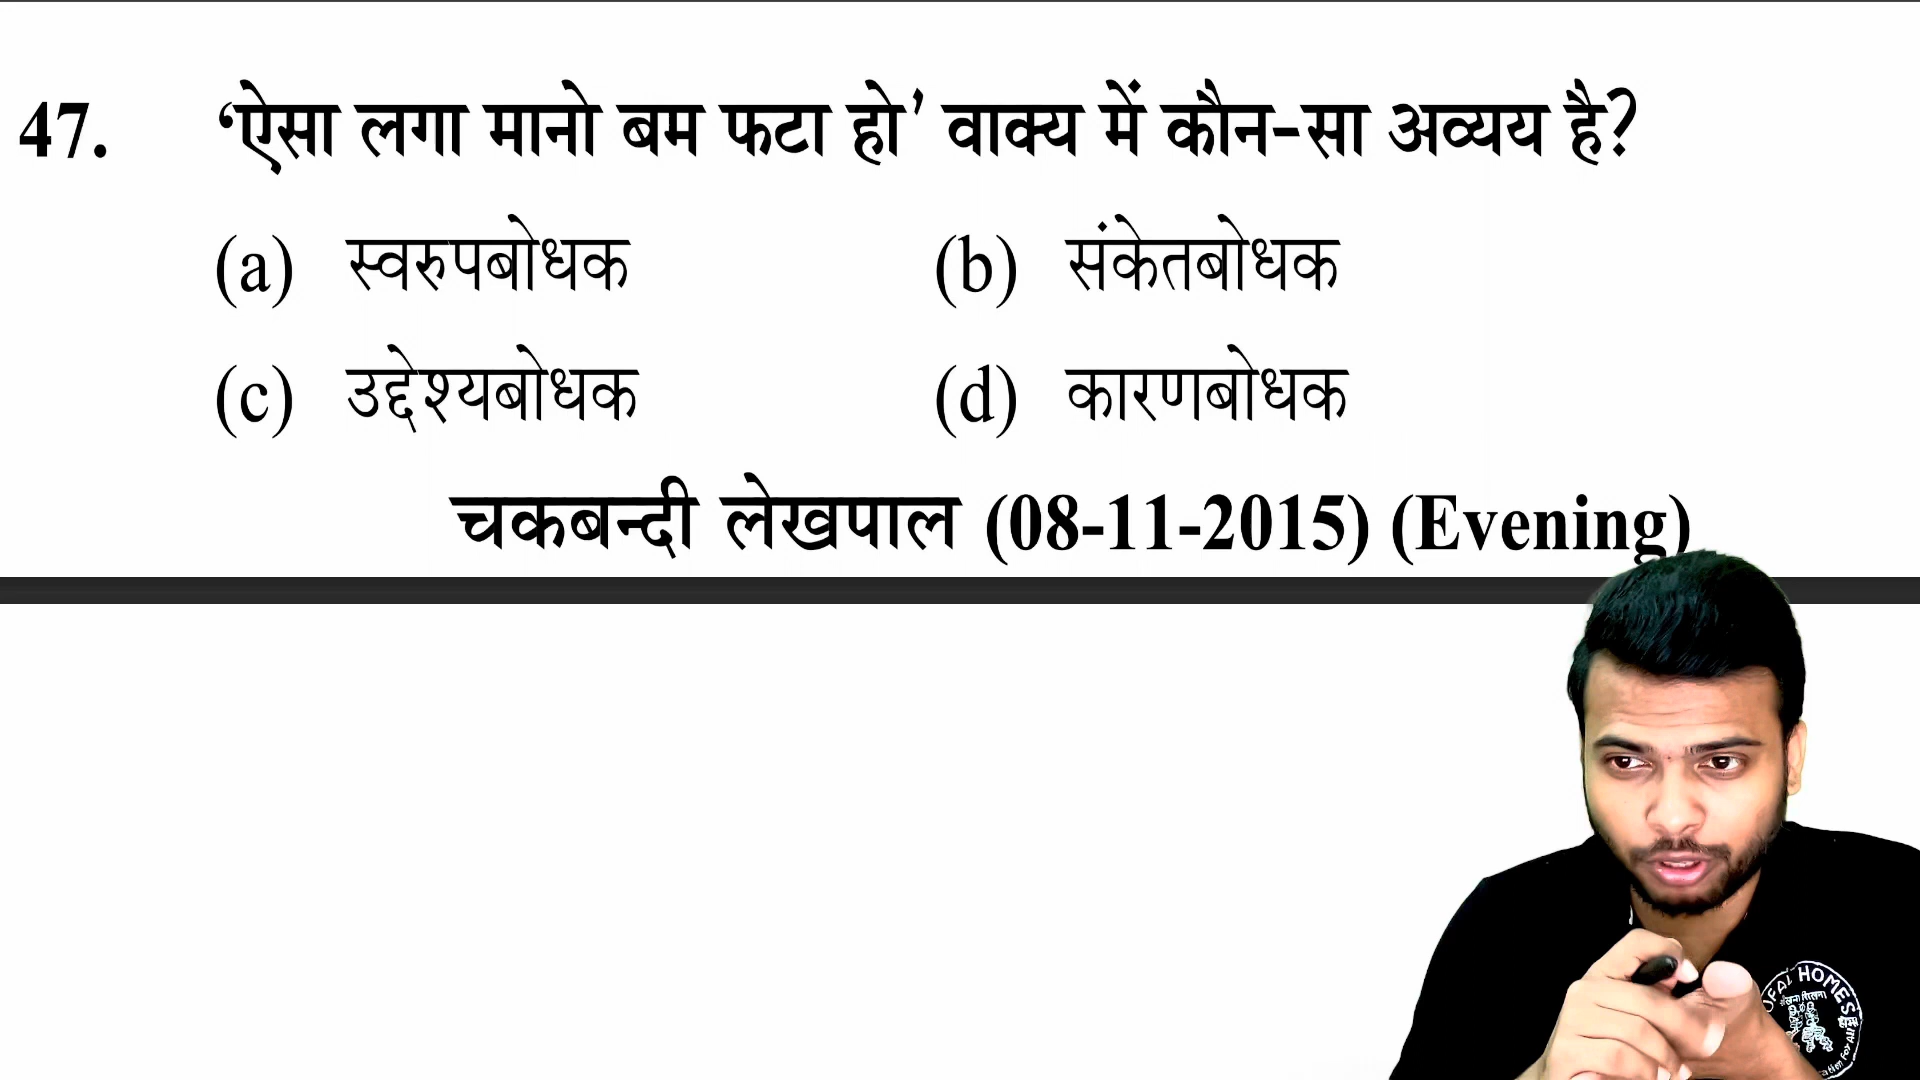 47. ‘ऐसा लगा मानो बम फटा हो’ वाक्य में कौन-सा अव्यय है?
(a) स्वरुपबोधक (b) संकेतबोधक
(c) उद्देश्यबोधक (d) कारणबोधक
चकबन्दी लेखपाल (08-11-2015) (Evening)
HOMES